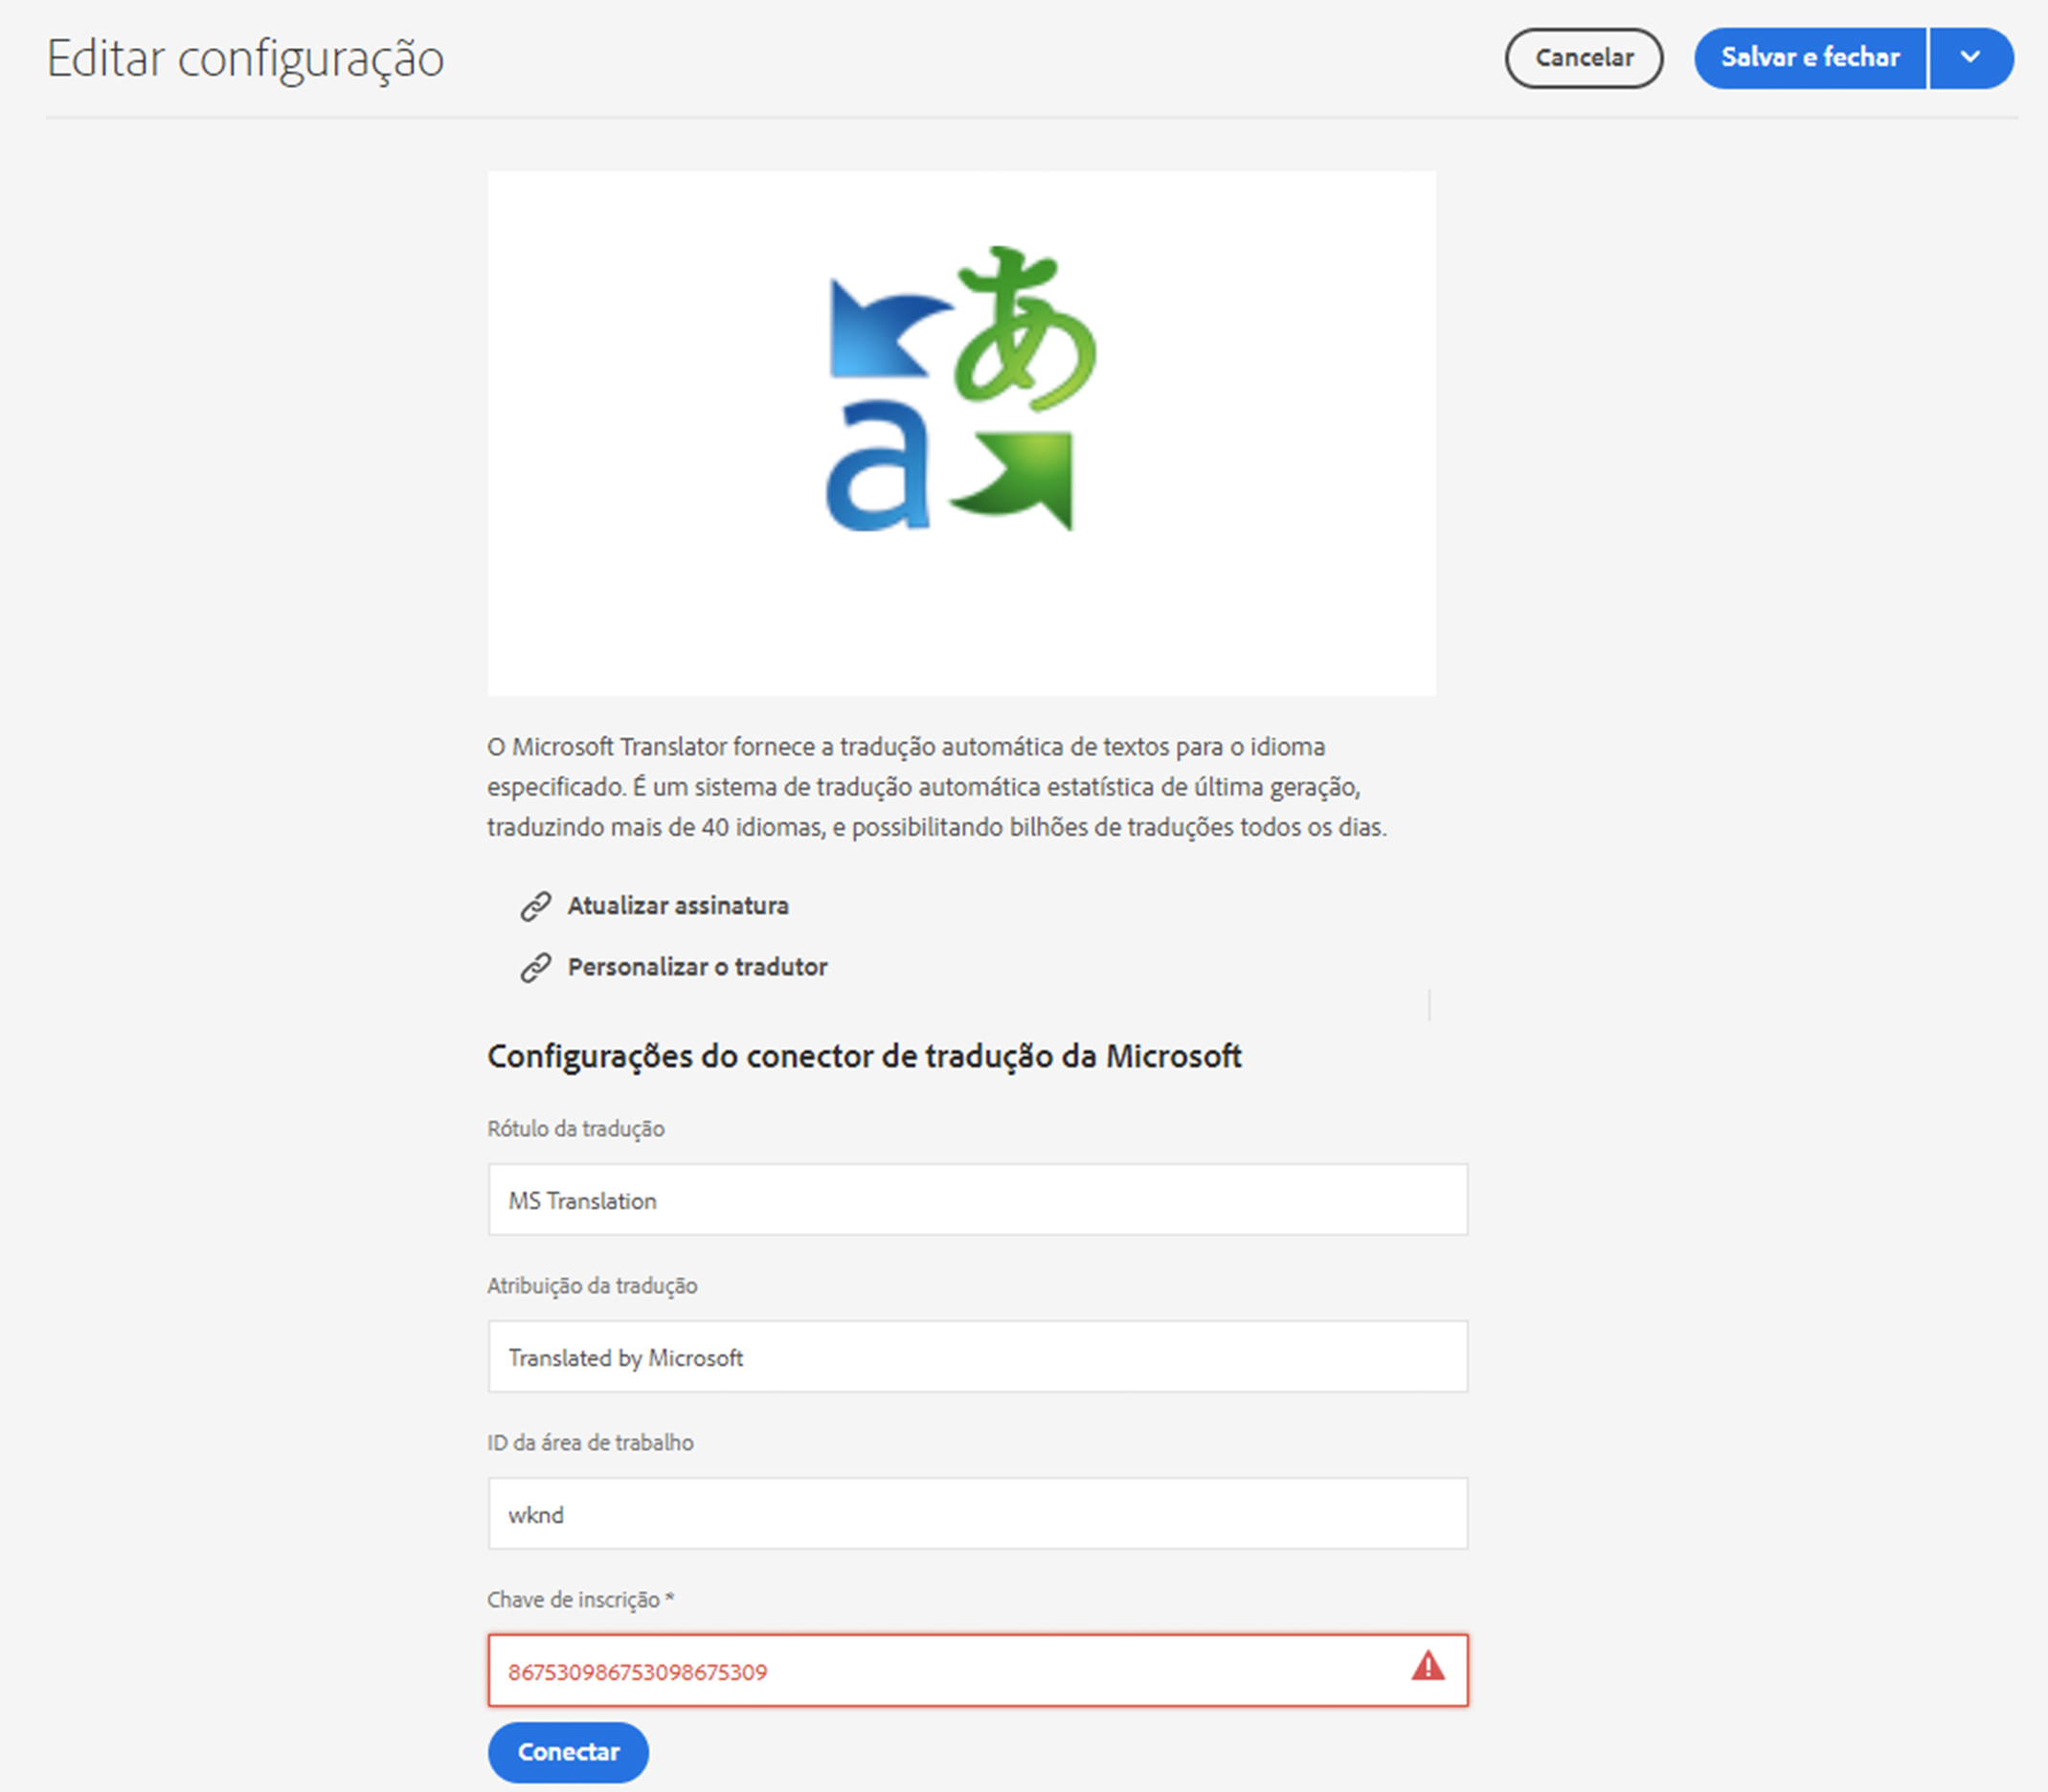 Editar configuração
Cancelar
Salvar e fechar
あ
a
O Microsoft Translator fornece a tradução automática de textos para o idioma
especificado. É um sistema de tradução automática estatística de última geração,
traduzindo mais de 40 idiomas, e possibilitando bilhões de traduções todos os dias.
Atualizar assinatura
Personalizar o tradutor
Configurações do conector de tradução da Microsoft
Rótulo da tradução
MS Translation
Atribuição da tradução
Translated by Microsoft
ID da área de trabalho
wknd
Chave de inscrição *
867530986753098675309
Conectar